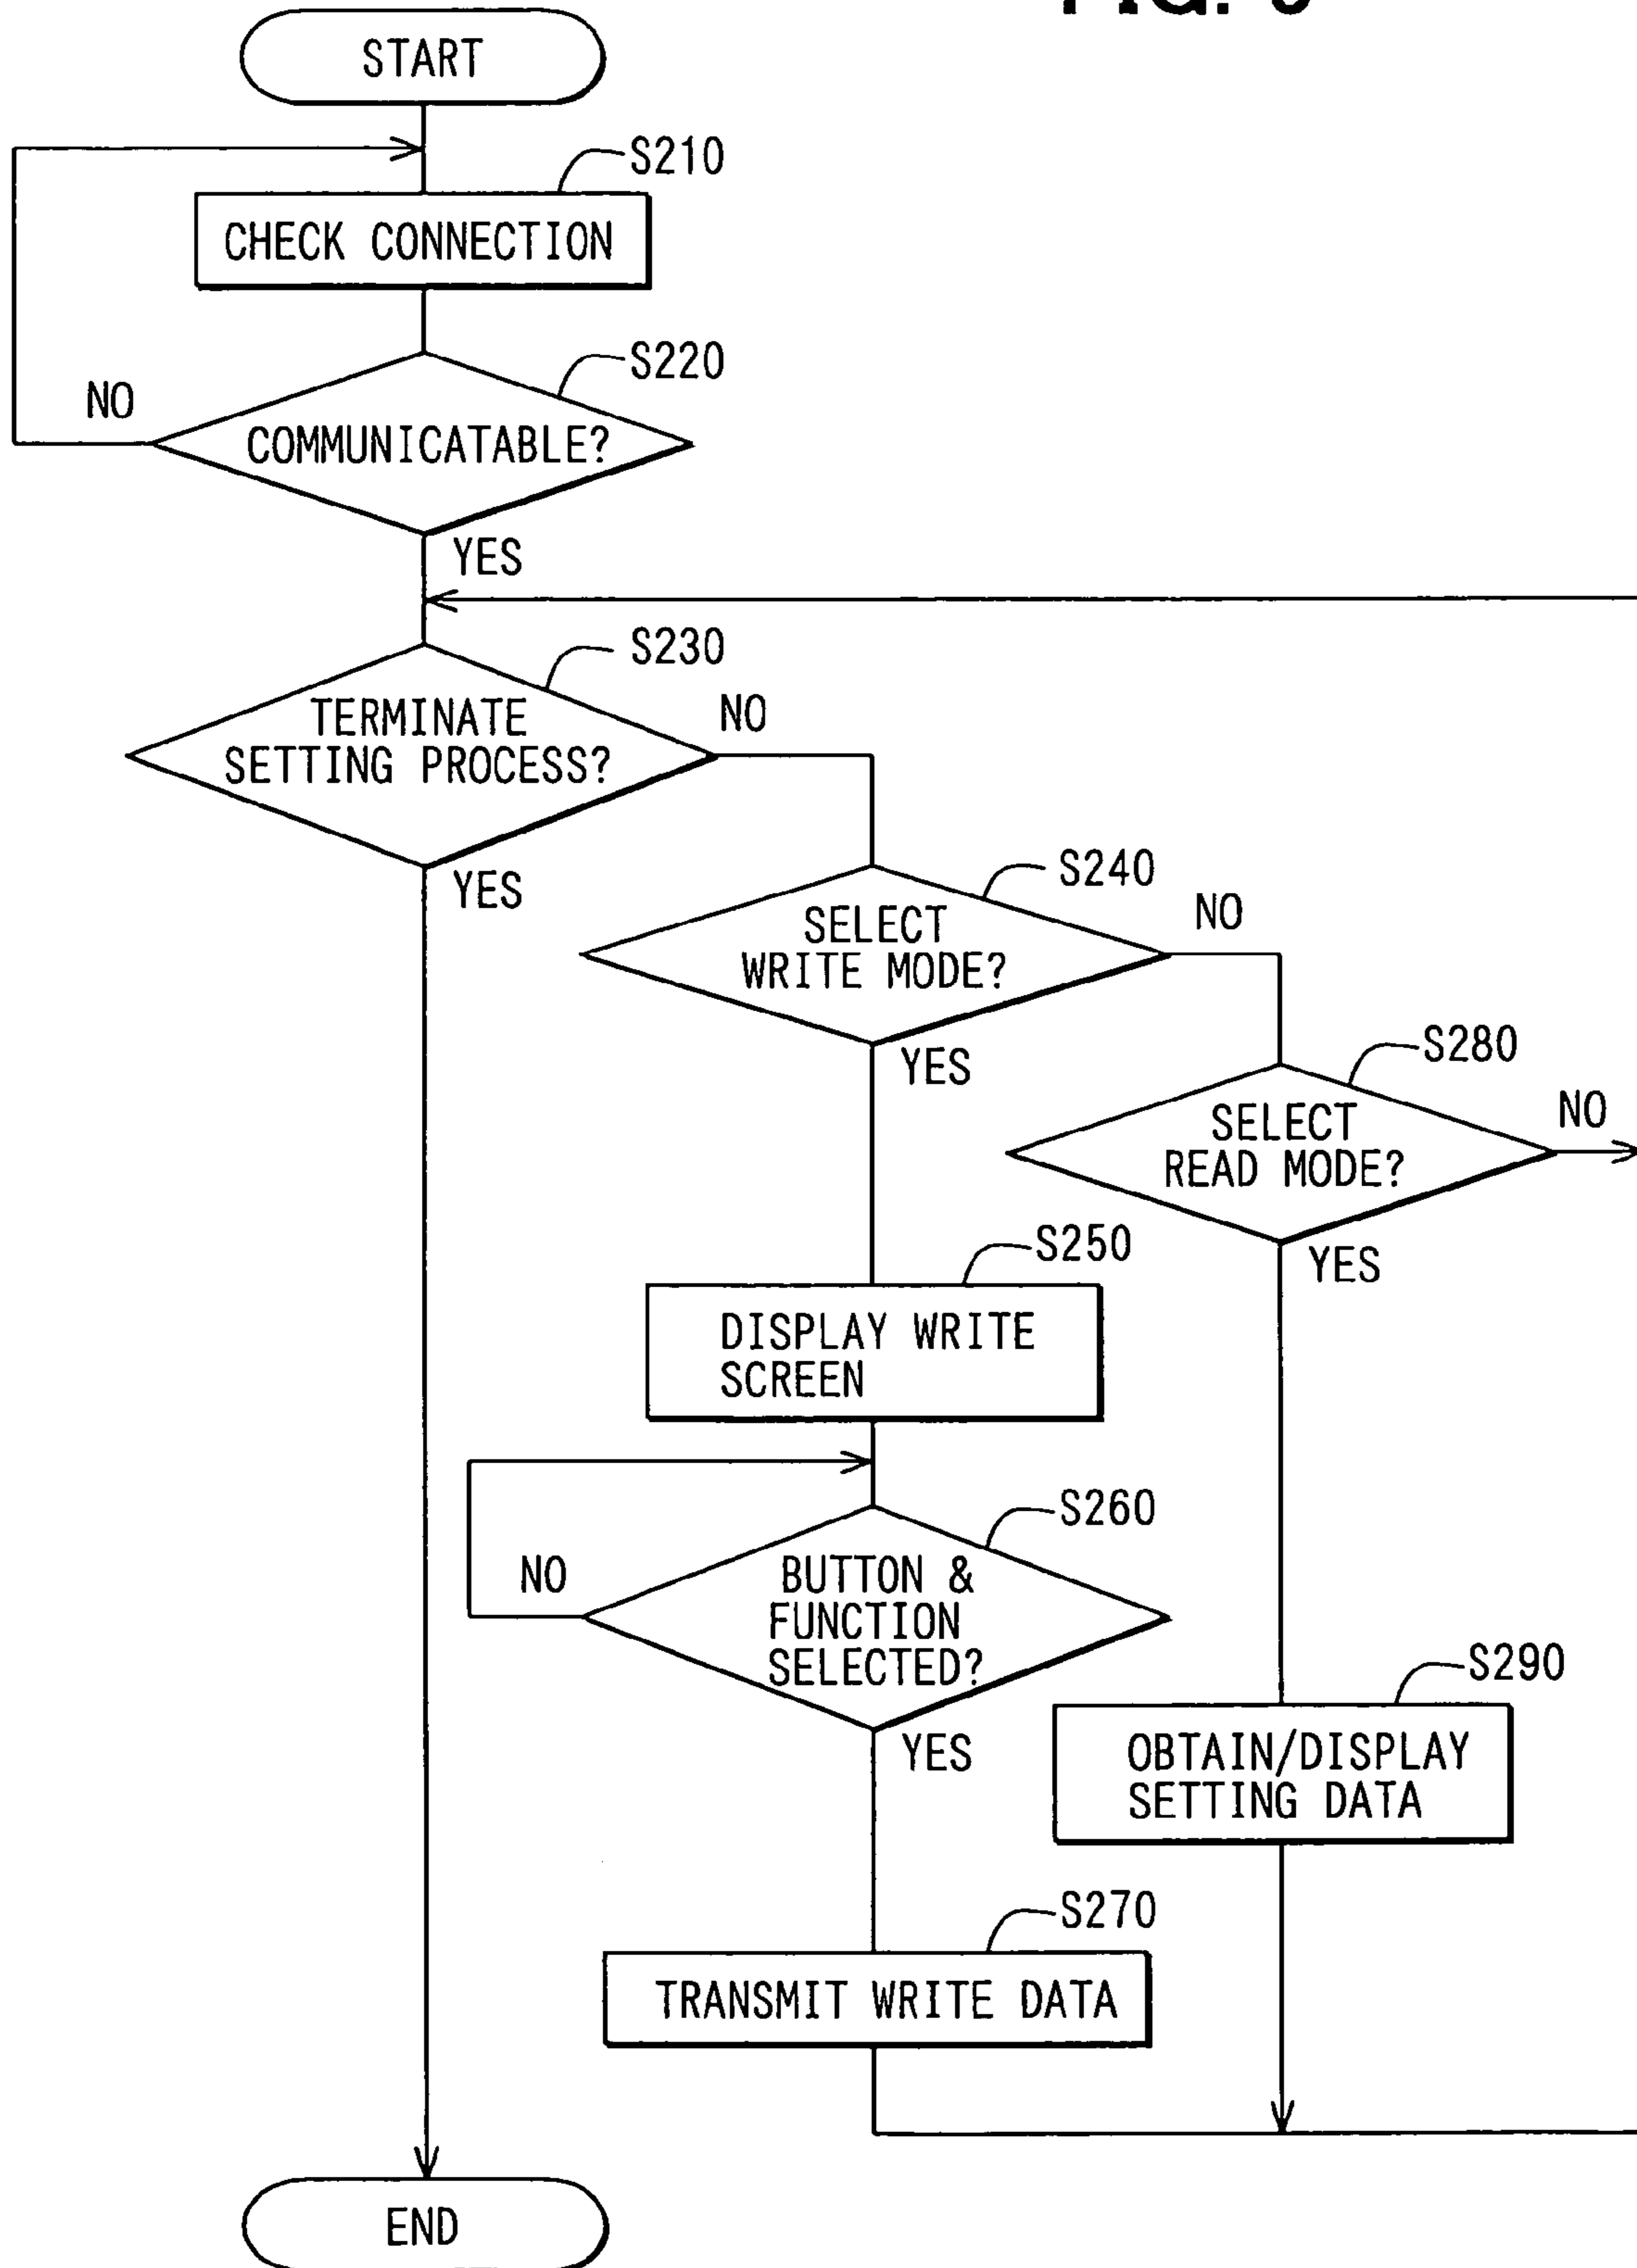 START
S210
CHECK CONNECTION
S220
NO
COMMUNICATABLE?
YES
S230
TERMINATE
NO
SETTING PROCESS?
YES
S240
SELECT
NO
WRITE MODE?
YES
S280
SELECT
NO
READ MODE?
YES
S250
DISPLAY WRITE
SCREEN
S260
NO
BUTTON &
FUNCTION
SELECTED?
YES
S290
OBTAIN/DISPLAY
SETTING DATA
S270
TRANSMIT WRITE DATA
END